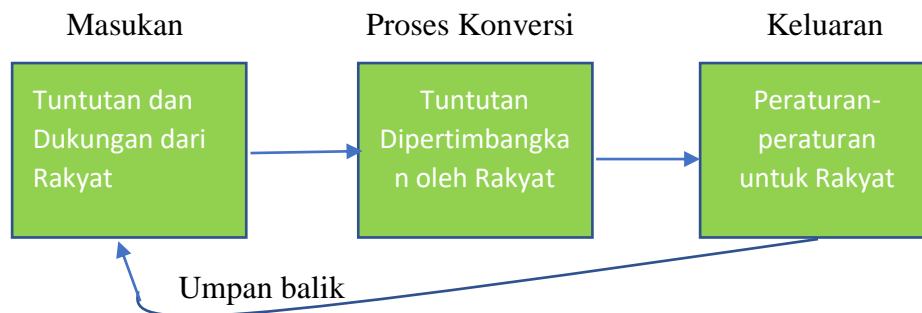 Masukan
Proses Konversi
Keluaran
Tuntutan dan
Dukungan dari
Rakyat
Tuntutan
Dipertimbangka
n oleh Rakyat
Peraturan-
peraturan
untuk Rakyat
Umpan balik